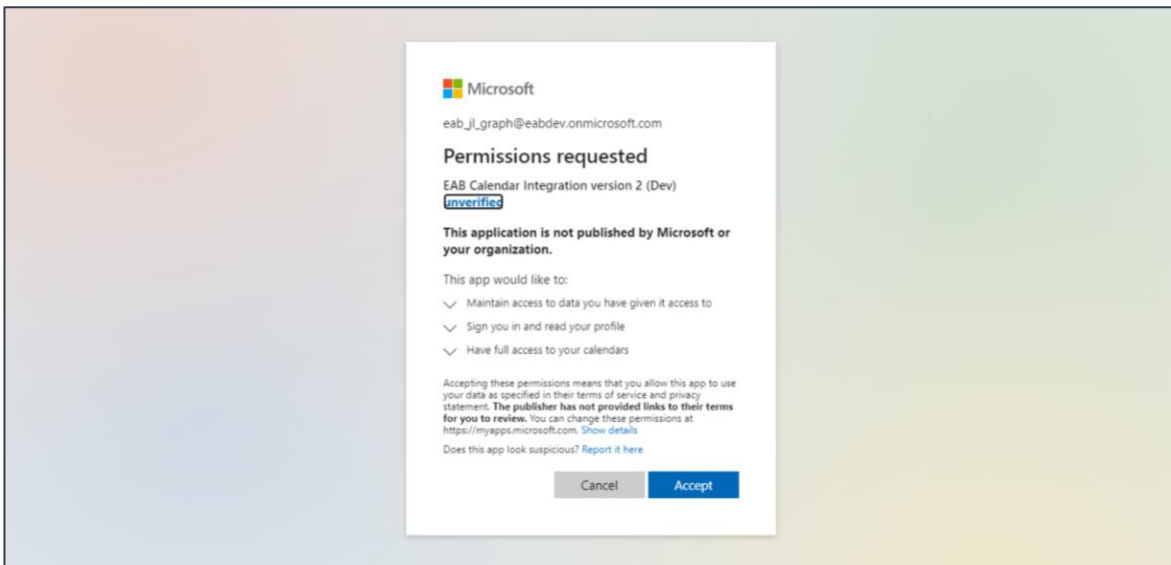 Microsoft
eab_jl_graph@eabdev.onmicrosoft.com
Permissions requested
EAB Calendar Integration version 2 (Dev)
unverified
This application is not published by Microsoft or
your organization.
This app would like to:
Maintain access to data you have given it access to
Sign you in and read your profile
Have full access to your calendars
Accepting these permissions means that you allow this app to use
your data as specified in their terms of service and privacy
statement. The publisher has not provided links to their terms
for you to review. You can change these permissions at
https://myapps.microsoft.com. Show details
Does this app look suspicious? Report it here
Cancel Accept